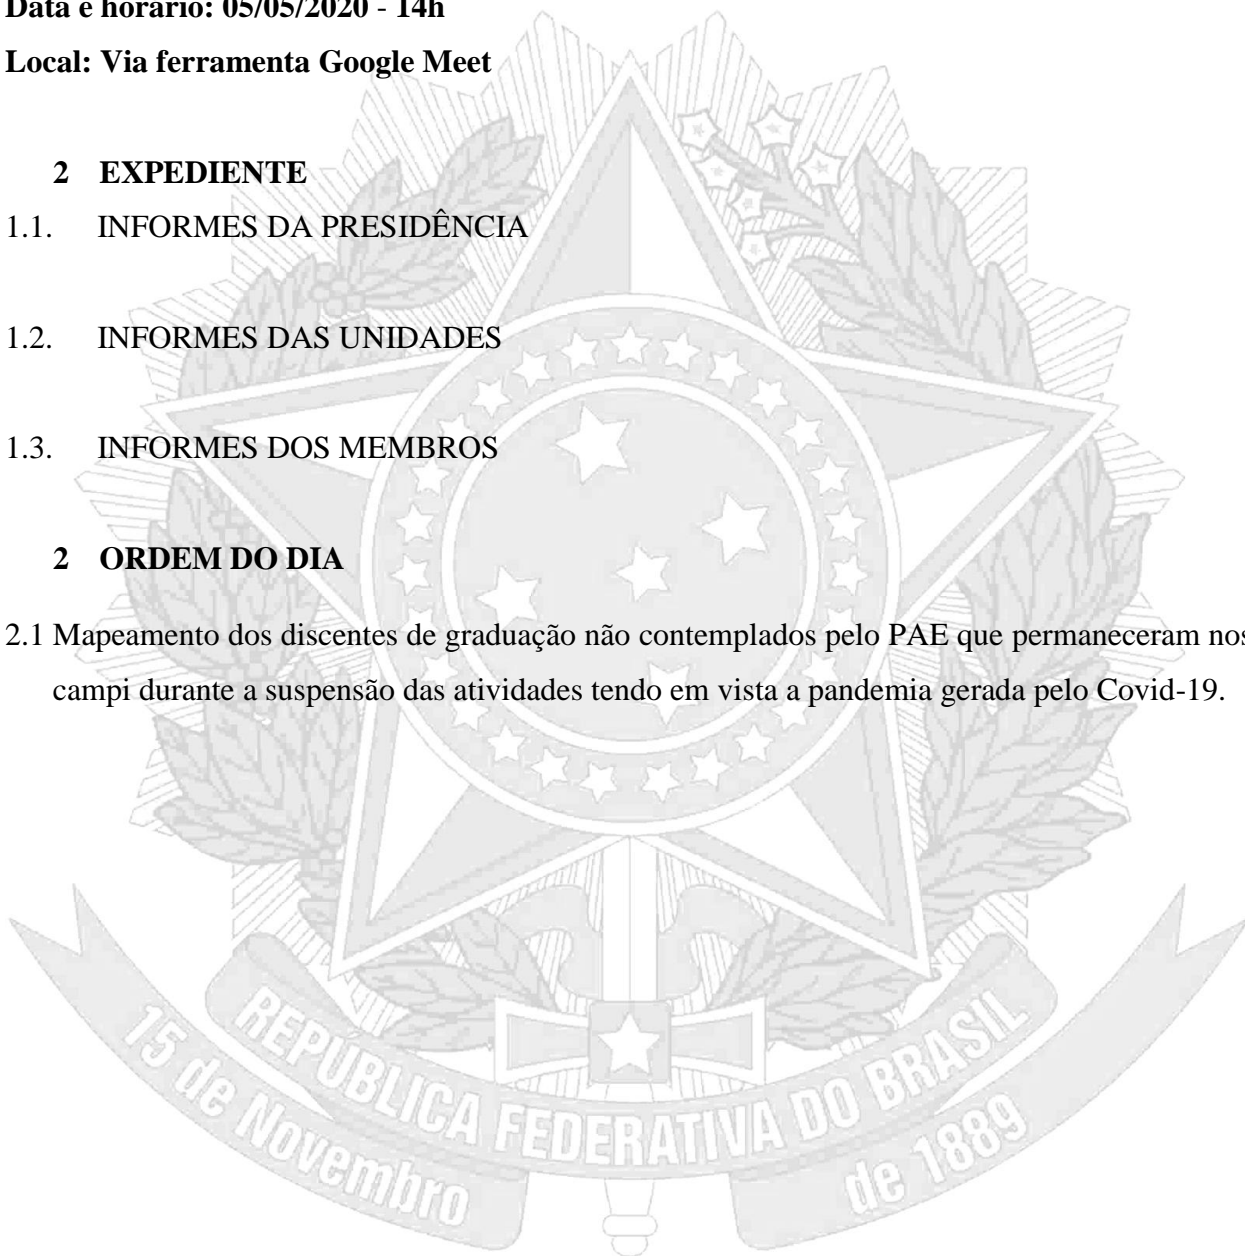 Data e horário: 05/05/2020 - 14h
Local: Via ferramenta Google Meet
2 EXPEDIENTE
1.1. INFORMES DA PRESIDÊNCIA
1.2. INFORMES DAS UNIDADES
1.3. INFORMES DOS MEMBROS
2 ORDEM DO DIA
2.1 Mapeamento dos discentes de graduação não contemplados pelo PAE que permaneceram nos
campi durante a suspensão das atividades tendo em vista a pandemia gerada pelo Covid-19.
REPÚBLICA FEDERATIVA DO BRASIL
15 de Novembro de 1889